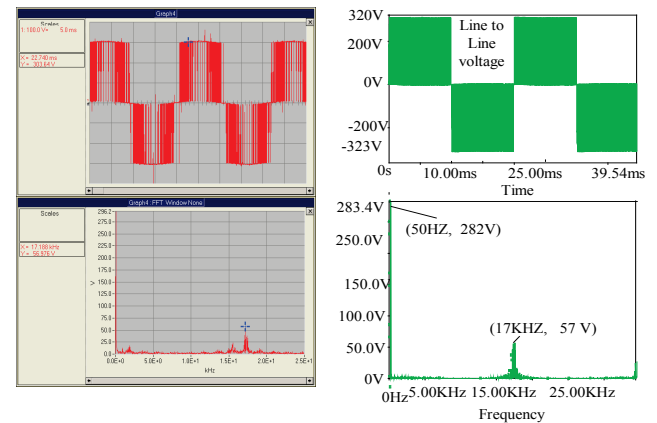 Graph4
Scales
1: 100.0 V= 5.0 ms
X= 22.740 ms
Y= 303.64 V
320V
200V
0V
-200V
-323V
Line to
Line
voltage
0s
10.00ms
25.00ms
39.54ms
Time
Graph4 : FFT Window None
Scales
X= 17.188 kHz
Y= 56.976 V
296.2
275.0
250.0
225.0
200.0
175.0
150.0
125.0
100.0
75.0
50.0
25.0
0.0
V
0.0E+0 5.0E+0 1.0E+1 1.5E+1 2.0E+1 2.5E+1
kHz
283.4V
250.0V
150.0V
100.0V
50.0V
0V
(50HZ, 282V)
(17KHZ, 57 V)
0Hz 5.00KHZ 15.00KHZ 25.00KHZ
Frequency